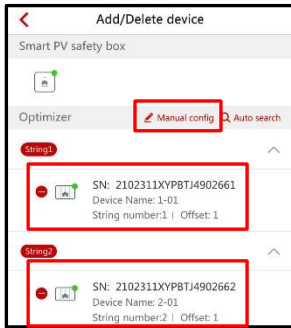 Add/Delete device
Smart PV safety box
Optimizer Manual config Auto search
String1
SN: 2102311XYPBTJ4902661
Device Name: 1-01
String number:1 | Offset: 1
String2
SN: 2102311XYPBTJ4902662
Device Name: 2-01
String number:2 | Offset: 1